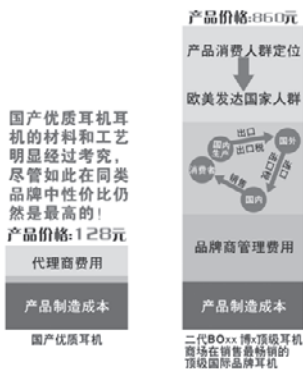 国产优质耳机耳
机的材料和工艺
明显经过考究，
尽管如此在同类
品牌中性价比仍
然是最高的！
产品价格:128元
代理商费用
产品制造成本
国产优质耳机
产品价格:860元
产品消费人群定位
欧美发达国家人群
国内
生产
出口
出口税
国外
进口
进口税
国内
销售
消费者
品牌商管理费用
产品制造成本
二代BOxx 博x顶级耳机
商场在销售最畅销的
顶级国际品牌耳机